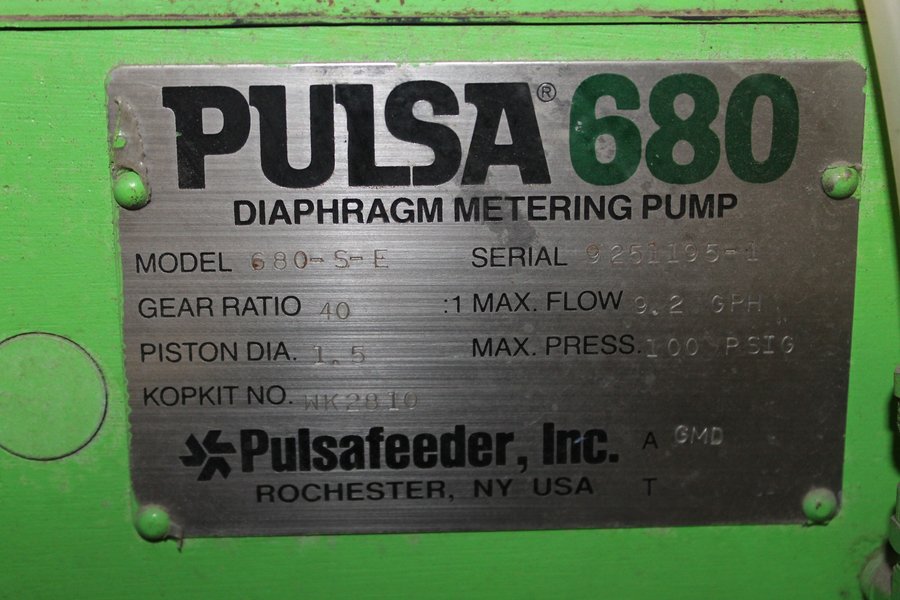 PULSA® 680
DIAPHRAGM METERING PUMP
MODEL 680-S-E SERIAL 9251195-1
GEAR RATIO 40 :1 MAX. FLOW 9.2 GPH
PISTON DIA. 1.5 MAX. PRESS. 100 PSIG
KOPKIT NO. WK2810
Pulsafeeder, Inc. A GMD
ROCHESTER, NY USA T